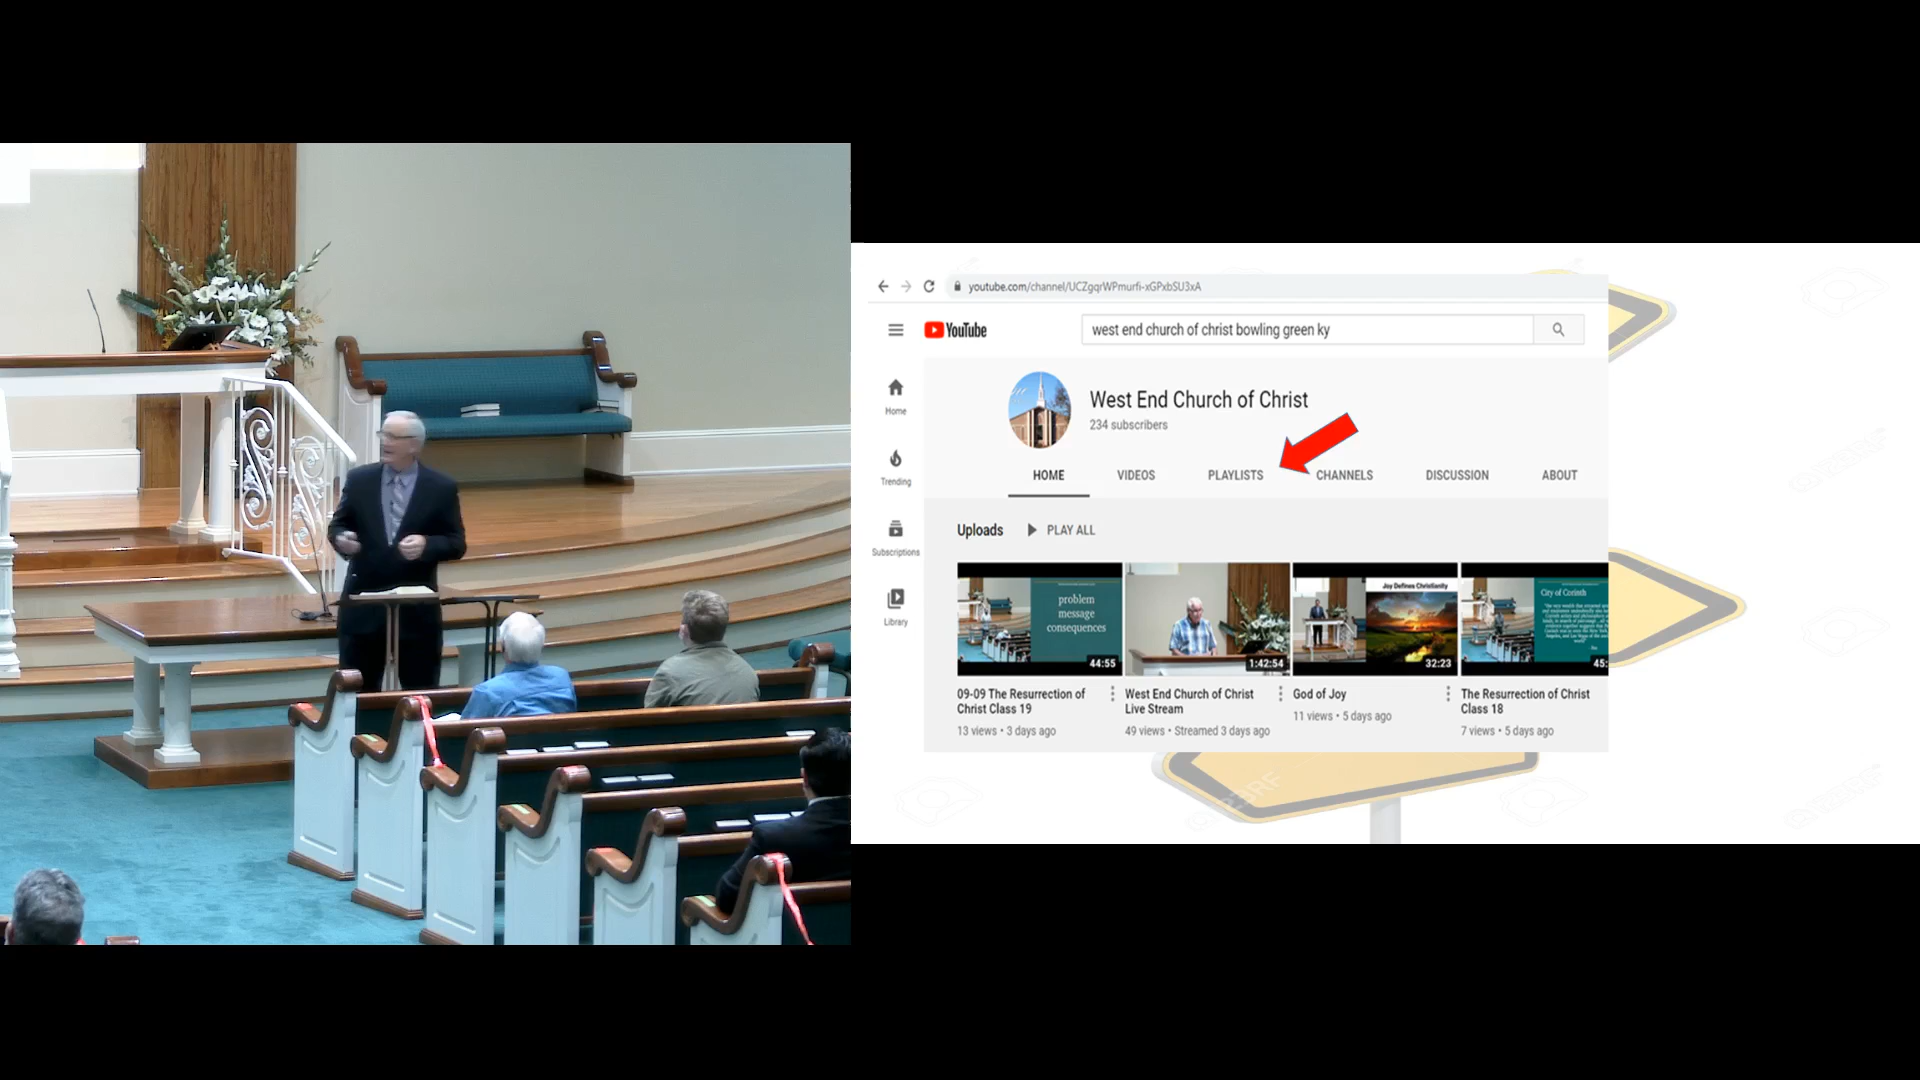 youtube.com/channel/UCZgqrWPmurfi-xGPxbSU3xA
YouTube
west end church of christ bowling green ky
Home
Trending
Subscriptions
Library
West End Church of Christ
234 subscribers
HOME VIDEOS PLAYLISTS CHANNELS DISCUSSION ABOUT
Uploads PLAY ALL
problem
message
consequences
44:55
1:42:54
Joy Defines Christianity
32:23
City of Corinth
45:
09-09 The Resurrection of
Christ Class 19
13 views • 3 days ago
West End Church of Christ
Live Stream
49 views • Streamed 3 days ago
God of Joy
11 views • 5 days ago
The Resurrection of Christ
Class 18
7 views • 5 days ago